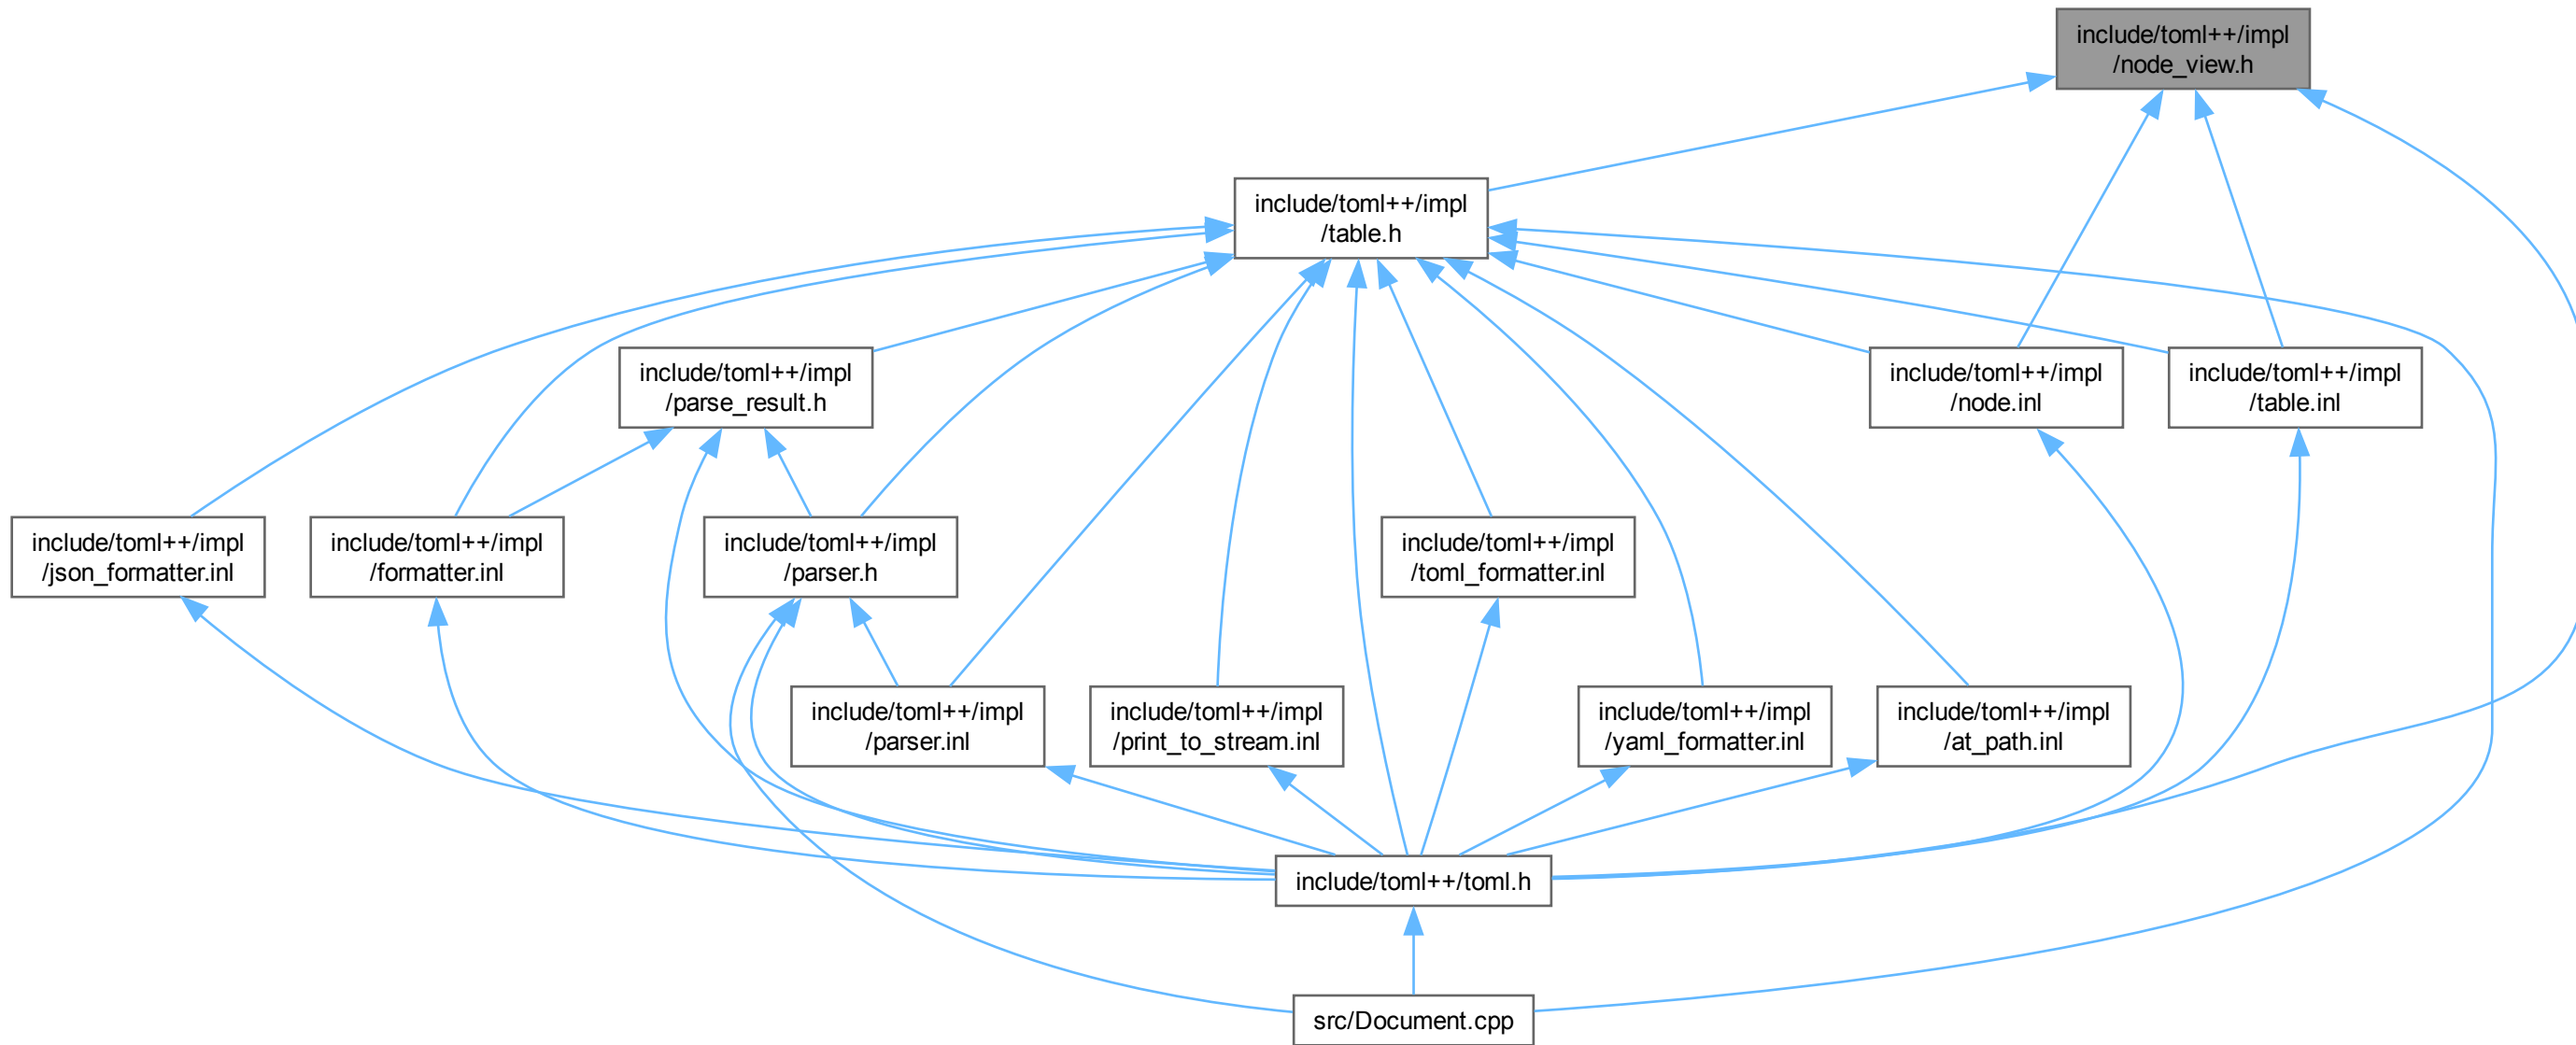 include/toml++/impl
/node_view.h
include/toml++/impl
/table.h
include/toml++/impl
/parse_result.h
include/toml++/impl
/node.inl
include/toml++/impl
/table.inl
include/toml++/impl
/json_formatter.inl
include/toml++/impl
/formatter.inl
include/toml++/impl
/parser.h
include/toml++/impl
/toml_formatter.inl
include/toml++/impl
/parser.inl
include/toml++/impl
/print_to_stream.inl
include/toml++/impl
/yaml_formatter.inl
include/toml++/impl
/at_path.inl
include/toml++/toml.h
src/Document.cpp